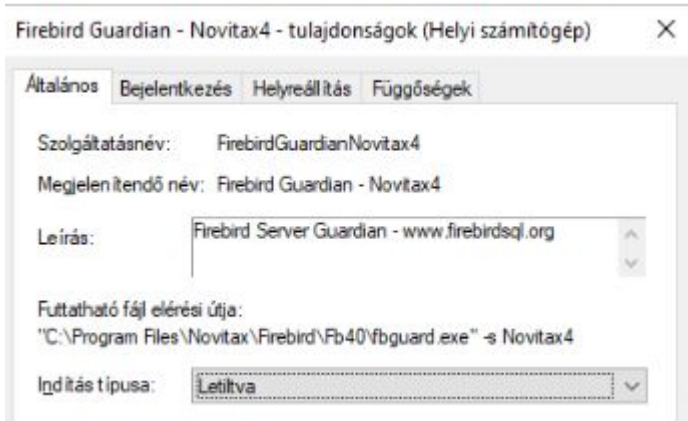 Firebird Guardian - Novitax4 - tulajdonságok (Helyi számítógép)
Általános Bejelentkezés Helyreállítás Függőségek
Szolgáltatásnév: FirebirdGuardianNovitax4
Megjelenítendő név: Firebird Guardian - Novitax4
Leírás: Firebird Server Guardian - www.firebirdsql.org
Futtatható fájl elérési útja:
"C:\Program Files\Novitax\Firebird\Fb40\fbguard.exe" -s Novitax4
Indítás típusa: Letiltva